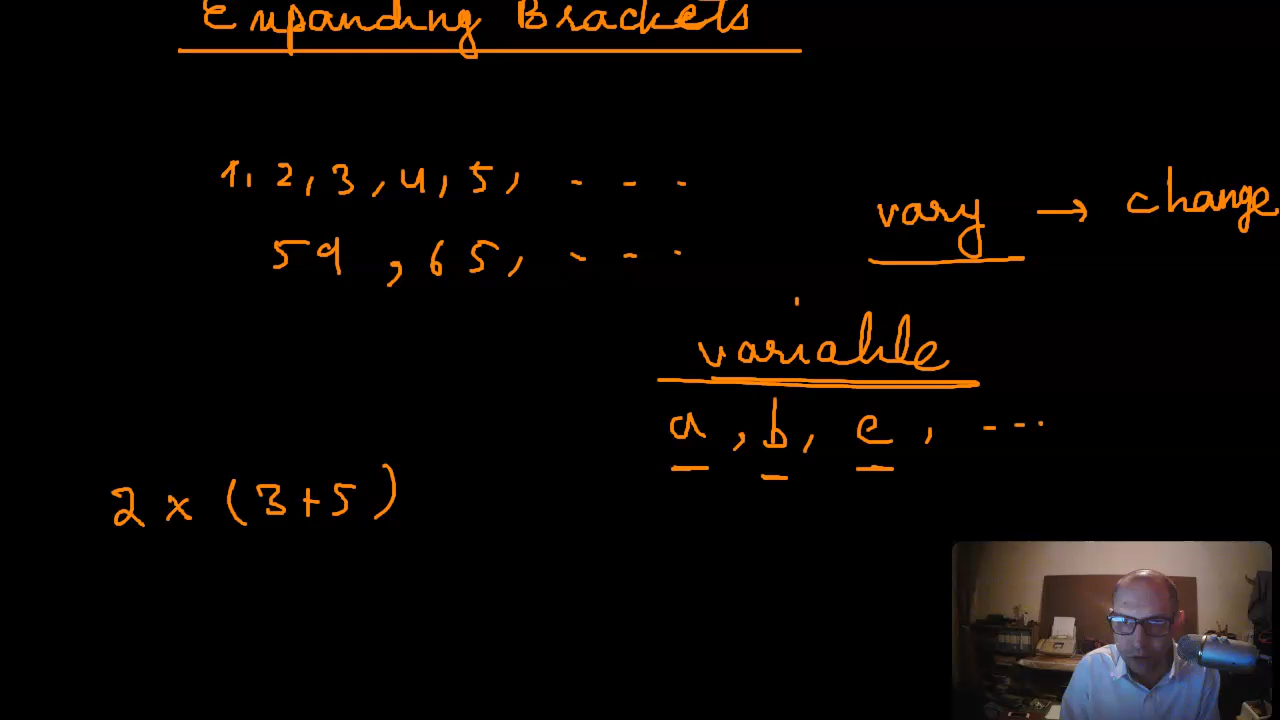 Expanding Brackets
1, 2, 3, 4, 5, - - -
59, 65, - - -
vary → change
variable
a, b, c, ...
2 x (3+5)